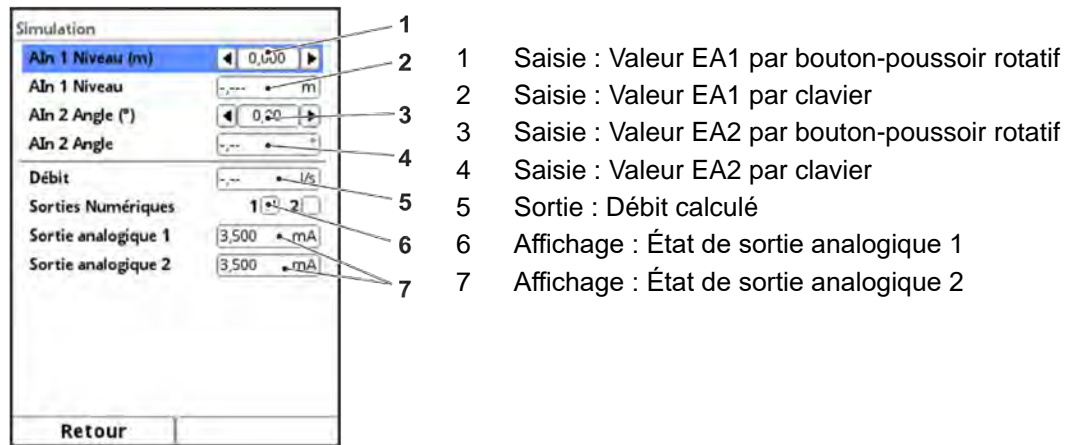 Simulation
AIn 1 Niveau (m) 0,000
AIn 1 Niveau -,--- m
AIn 2 Angle (°) 0,00
AIn 2 Angle -,-- °
Débit -,-- l/s
Sorties Numériques 1 2
Sortie analogique 1 3,500 mA
Sortie analogique 2 3,500 mA
Retour
1
2
3
4
5
6
7
1 Saisie : Valeur EA1 par bouton-poussoir rotatif
2 Saisie : Valeur EA1 par clavier
3 Saisie : Valeur EA2 par bouton-poussoir rotatif
4 Saisie : Valeur EA2 par clavier
5 Sortie : Débit calculé
6 Affichage : État de sortie analogique 1
7 Affichage : État de sortie analogique 2